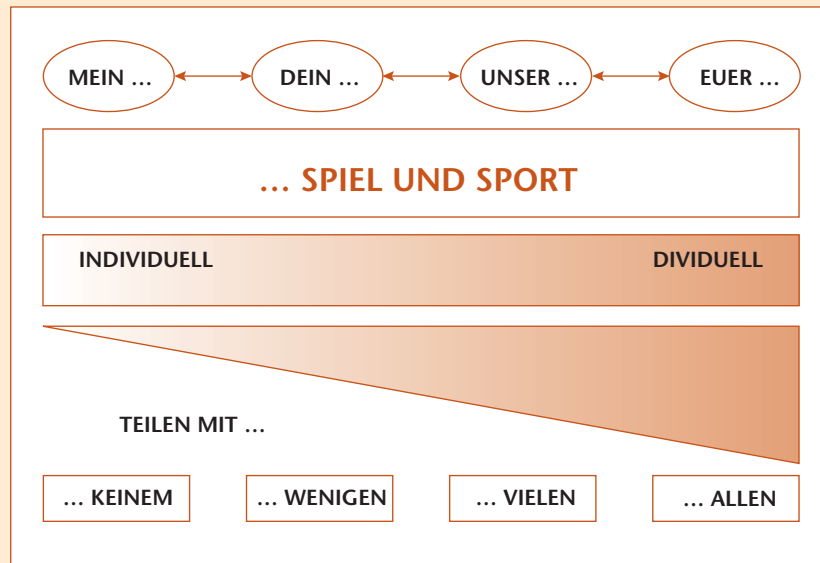 MEIN … DEIN … UNSER … EUER …
… SPIEL UND SPORT
INDIVIDUELL DIVIDUELL
TEILEN MIT …
… KEINEM … WENIGEN … VIELEN … ALLEN